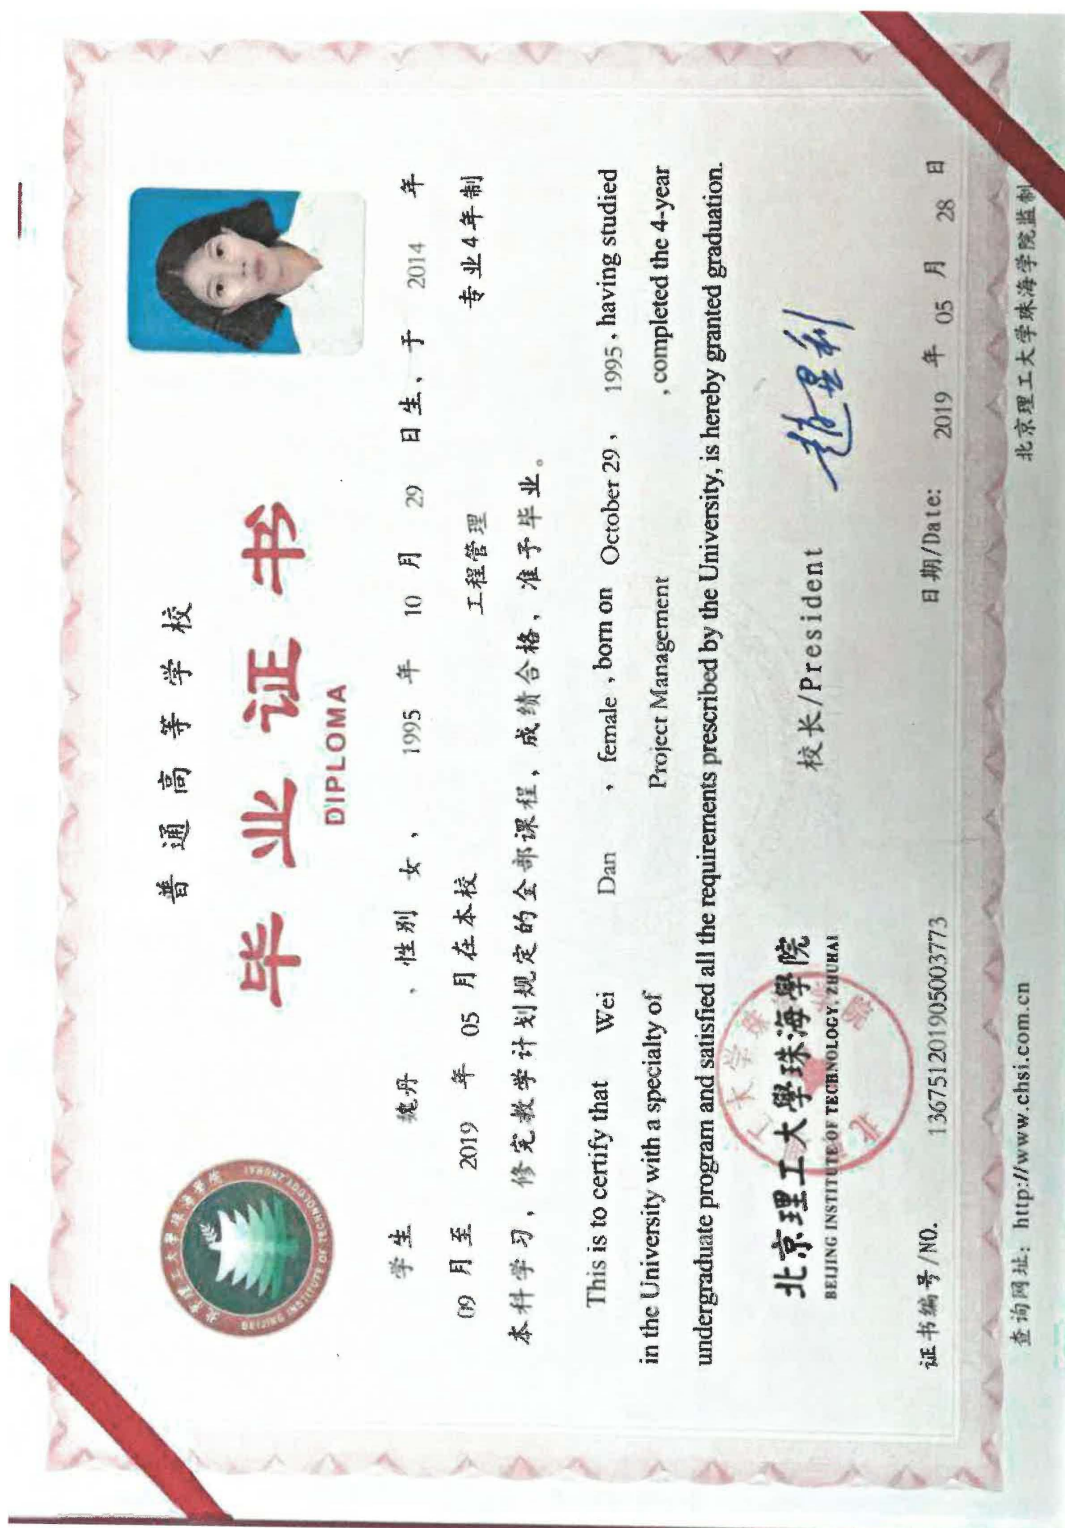 普通高等学校
毕业证书
DIPLOMA
学生 魏丹 、性别 女， 1995 年 10 月 29 日生、于 2014 年
09 月至 2019 年 05 月在本校 工程管理 专业4年制
本科学习，修完教学计划规定的全部课程，成绩合格，准予毕业。
This is to certify that Wei Dan , female , born on October 29 , 1995 , having studied
in the University with a specialty of Project Management , completed the 4-year
undergraduate program and satisfied all the requirements prescribed by the University, is hereby granted graduation.
北京理工大學珠海学院
BEIJING INSTITUTE OF TECHNOLOGY, ZHUHAI
校长/President
证书编号/NO. 136751201905003773
日期/Date: 2019 年 05 月 28 日
查询网址：http://www.chsi.com.cn
北京理工大学珠海学院监制